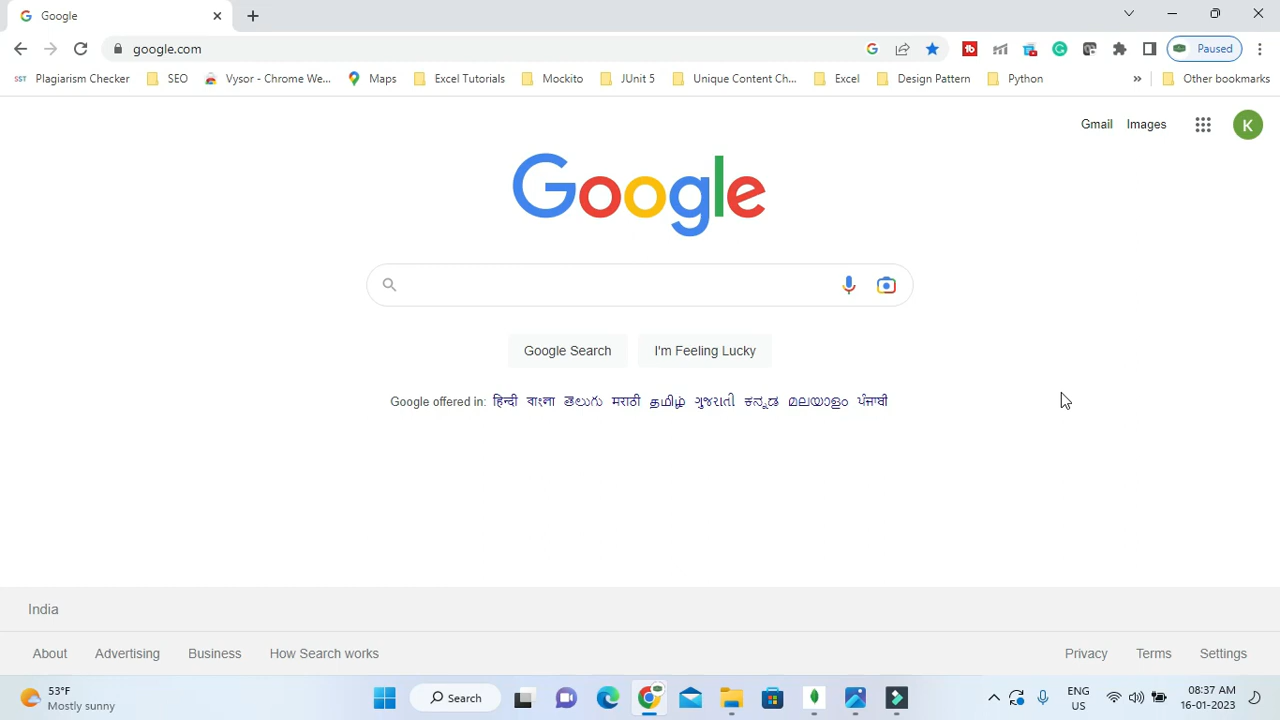 Google
google.com
Paused
SST Plagiarism Checker SEO Vysor - Chrome We... Maps Excel Tutorials Mockito JUnit 5 Unique Content Ch... Excel Design Pattern Python » Other bookmarks
Gmail Images K
Google
Google Search I'm Feeling Lucky
Google offered in: हिन्दी বাংলা తెలుగు मराठी தமிழ் ગુજરાતી ಕನ್ನಡ മലയാളം ਪੰਜਾਬੀ
India
About Advertising Business How Search works Privacy Terms Settings
53°F
Mostly sunny
Search
ENG
US
08:37 AM
16-01-2023